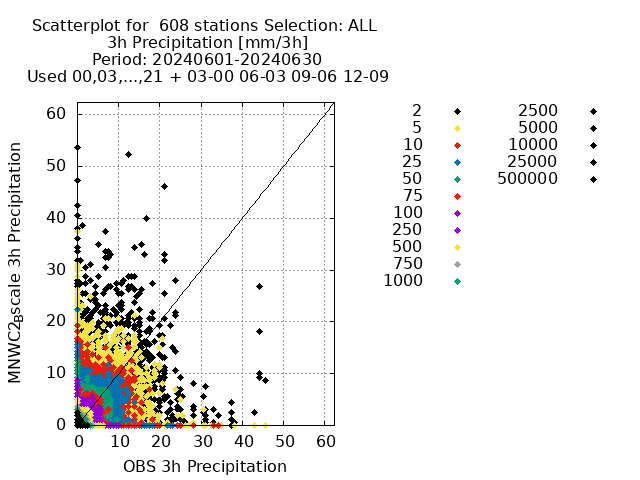 Scatterplot for 608 stations Selection: ALL
3h Precipitation [mm/3h]
Period: 20240601-20240630
Used 00,03,...,21 + 03-00 06-03 09-06 12-09
60
50
40
30
20
10
0
0 10 20 30 40 50 60
MNWC2Bscale 3h Precipitation
OBS 3h Precipitation
2 2500
5 5000
10 10000
25 25000
50 500000
75
100
250
500
750
1000